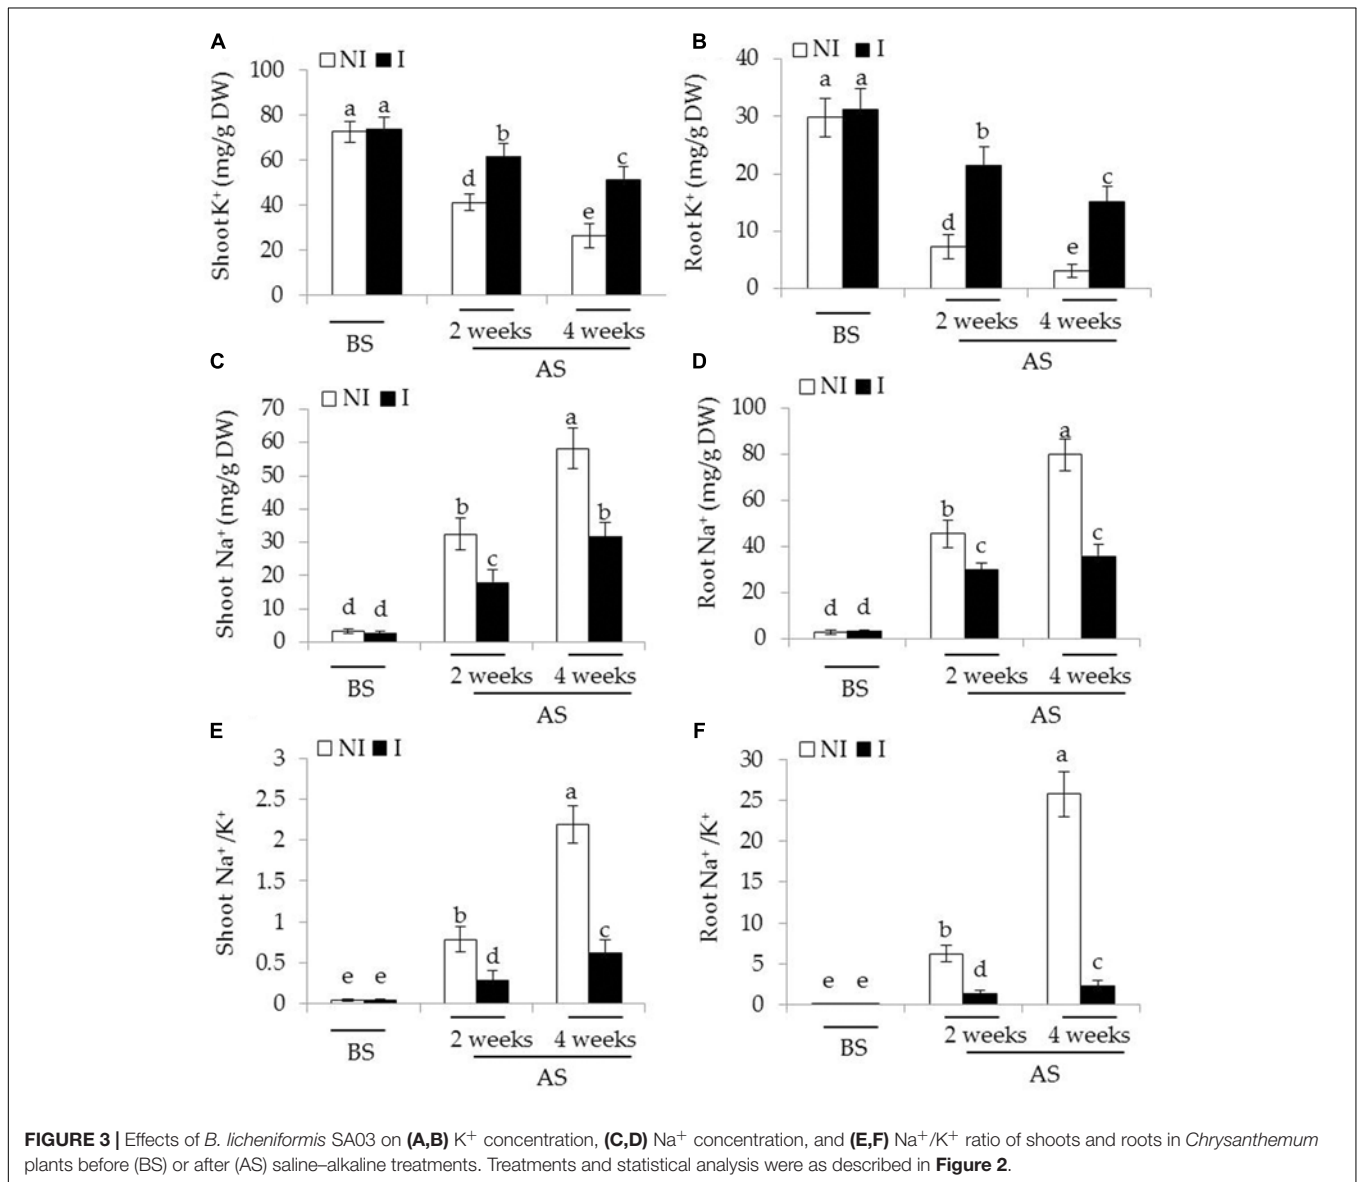 A
NI I
100
80
60
40
20
0
Shoot K⁺ (mg/g DW)
a a
d b
e c
BS
2 weeks 4 weeks
AS
B
NI I
40
30
20
10
0
Root K⁺ (mg/g DW)
a a
d b
e c
BS
2 weeks 4 weeks
AS
C
NI I
70
60
50
40
30
20
10
0
Shoot Na⁺ (mg/g DW)
d d
b c
a b
BS
2 weeks 4 weeks
AS
D
NI I
100
80
60
40
20
0
Root Na⁺ (mg/g DW)
d d
b c
a c
BS
2 weeks 4 weeks
AS
E
NI I
3
2.5
2
1.5
1
0.5
0
Shoot Na⁺/K⁺
e e
b d
a c
BS
2 weeks 4 weeks
AS
F
NI I
30
25
20
15
10
5
0
Root Na⁺/K⁺
e e
b d
a c
BS
2 weeks 4 weeks
AS
FIGURE 3 | Effects of B. licheniformis SA03 on (A,B) K⁺ concentration, (C,D) Na⁺ concentration, and (E,F) Na⁺/K⁺ ratio of shoots and roots in Chrysanthemum
plants before (BS) or after (AS) saline–alkaline treatments. Treatments and statistical analysis were as described in Figure 2.